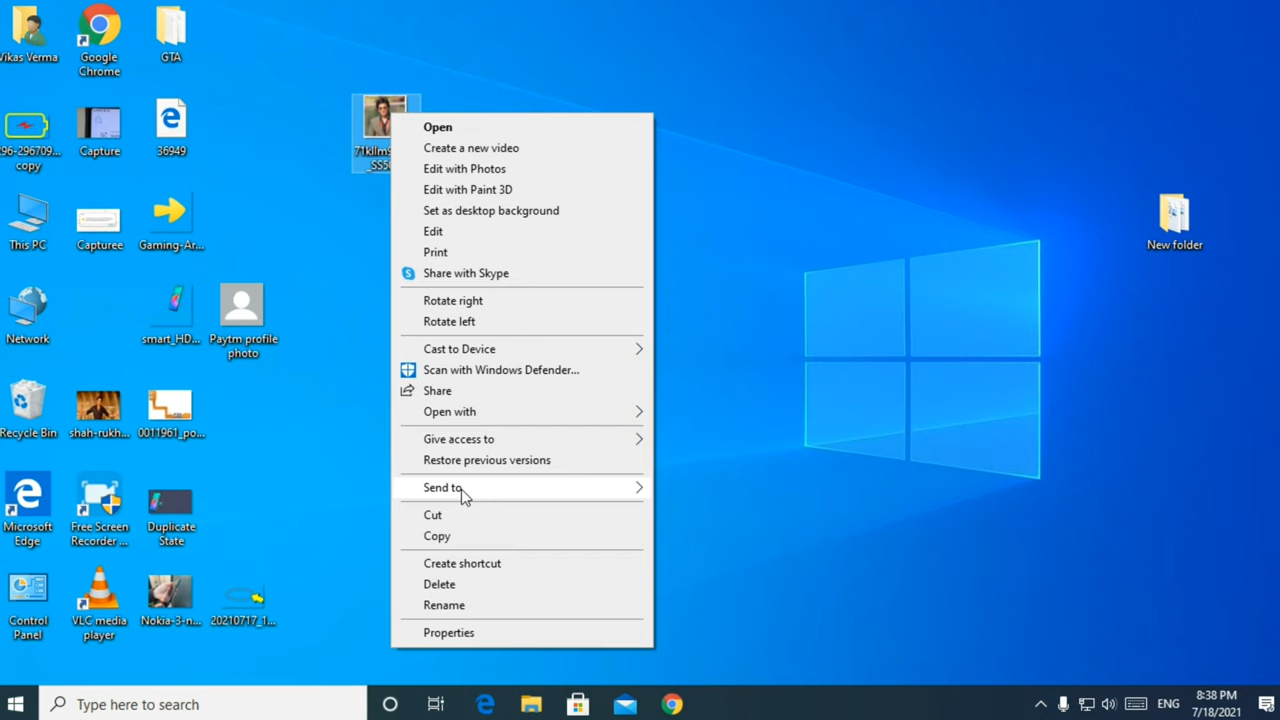 Vikas Verma
Google
Chrome
GTA
296-296709...
copy
Capture
36949
This PC
Capturee
Gaming-Ar...
Network
smart_HD...
Paytm profile
photo
Recycle Bin
shah-rukh...
0011961_po...
Microsoft
Edge
Free Screen
Recorder ...
Duplicate
State
Control
Panel
VLC media
player
Nokia-3-n...
20210717_1...
Open
Create a new video
Edit with Photos
Edit with Paint 3D
Set as desktop background
Edit
Print
Share with Skype
Rotate right
Rotate left
Cast to Device
Scan with Windows Defender...
Share
Open with
Give access to
Restore previous versions
Send to
Cut
Copy
Create shortcut
Delete
Rename
Properties
New folder
Type here to search
ENG
8:38 PM
7/18/2021